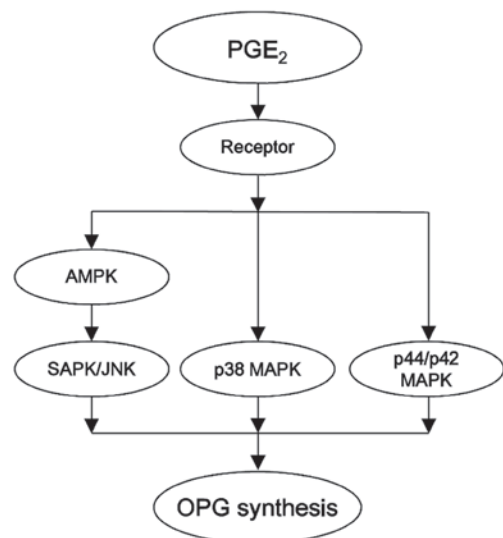 PGE₂
Receptor
AMPK
SAPK/JNK
p38 MAPK
p44/p42
MAPK
OPG synthesis